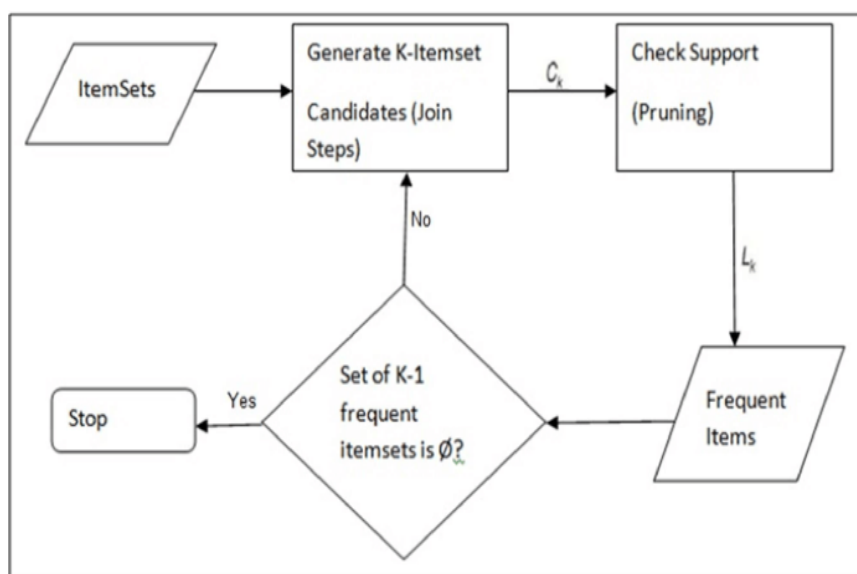 ItemSets
Generate K-Itemset
Candidates (Join
Steps)
Cₖ
Check Support
(Pruning)
Lₖ
Frequent
Items
Set of K-1
frequent
itemsets is Ø?
No
Yes
Stop